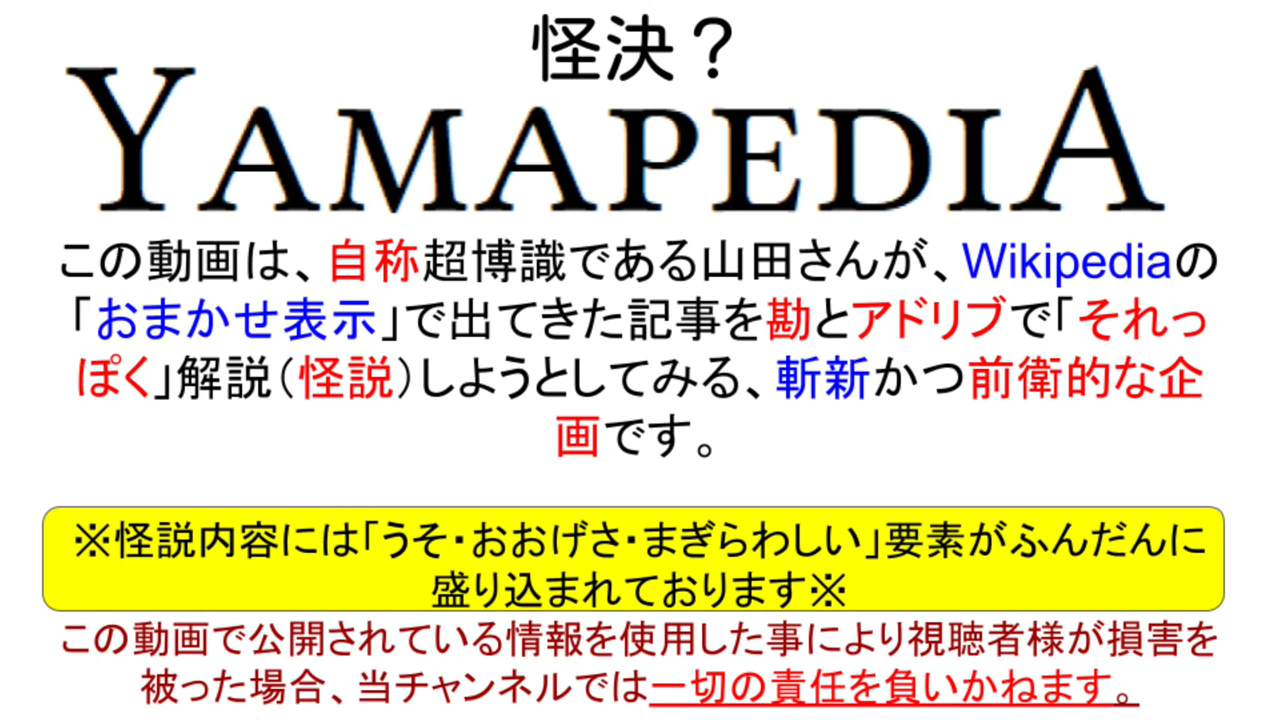 怪決？
YAMAPEDIA
この動画は、自称超博識である山田さんが、Wikipediaの
「おまかせ表示」で出てきた記事を勘とアドリブで「それっ
ぽく」解説（怪説）しようとしてみる、斬新かつ前衛的な企
画です。
※怪説内容には「うそ・おおげさ・まぎらわしい」要素がふんだんに
盛り込まれております※
この動画で公開されている情報を使用した事により視聴者様が損害を
被った場合、当チャンネルでは一切の責任を負いかねます。